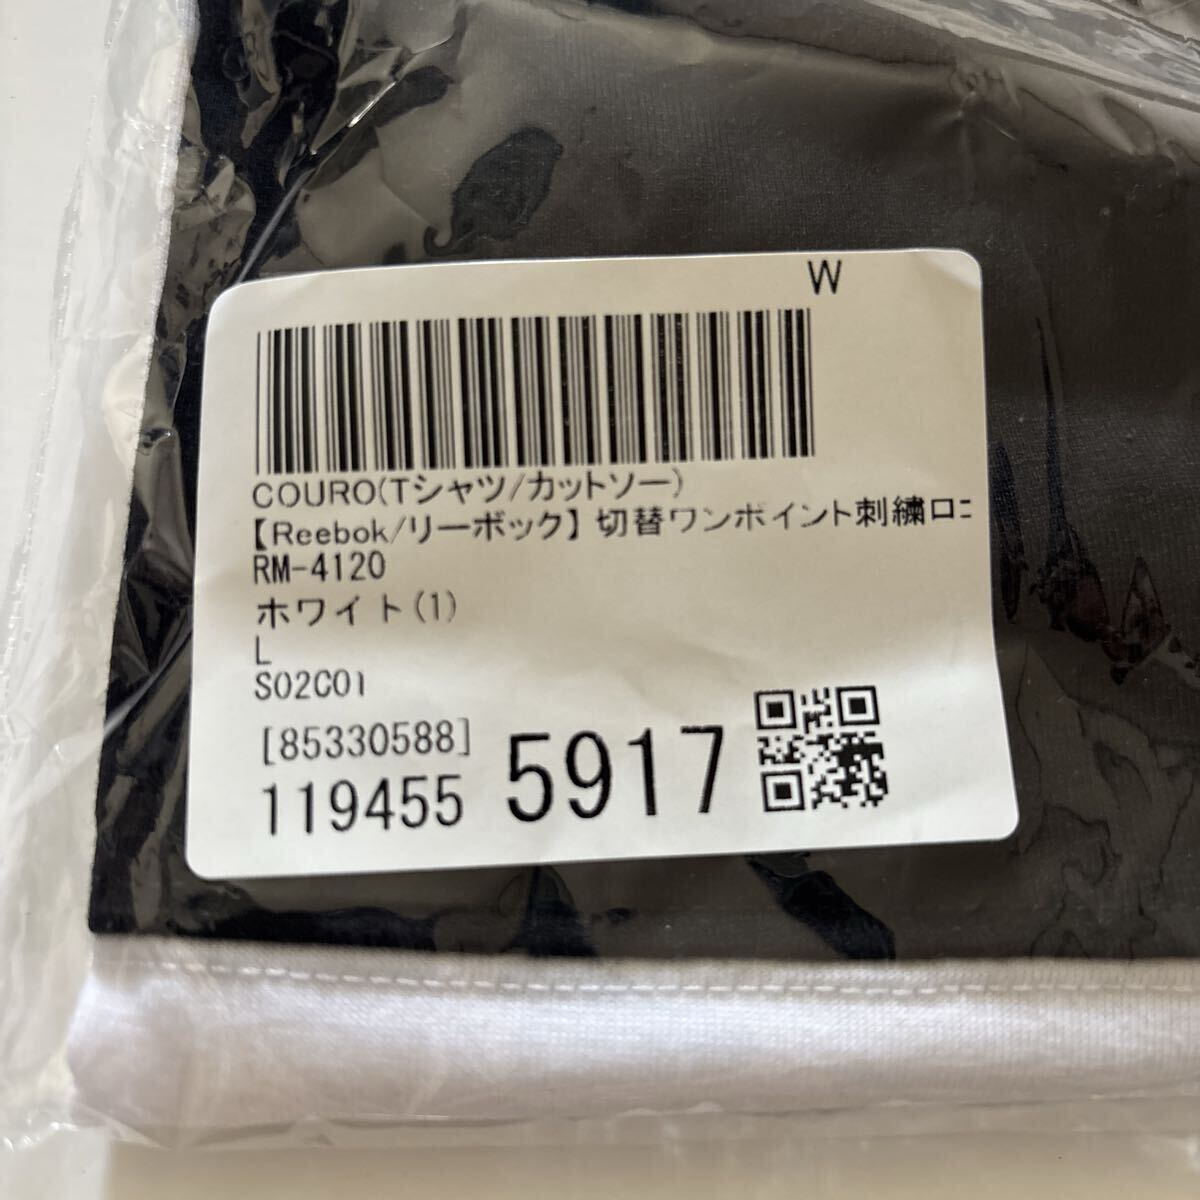 W
COURO(Tシャツ/カットソー)
【Reebok/リーボック】切替ワンポイント刺繍ロゴ
RM-4120
ホワイト(1)
L
S02C01
[85330588]
119455 5917